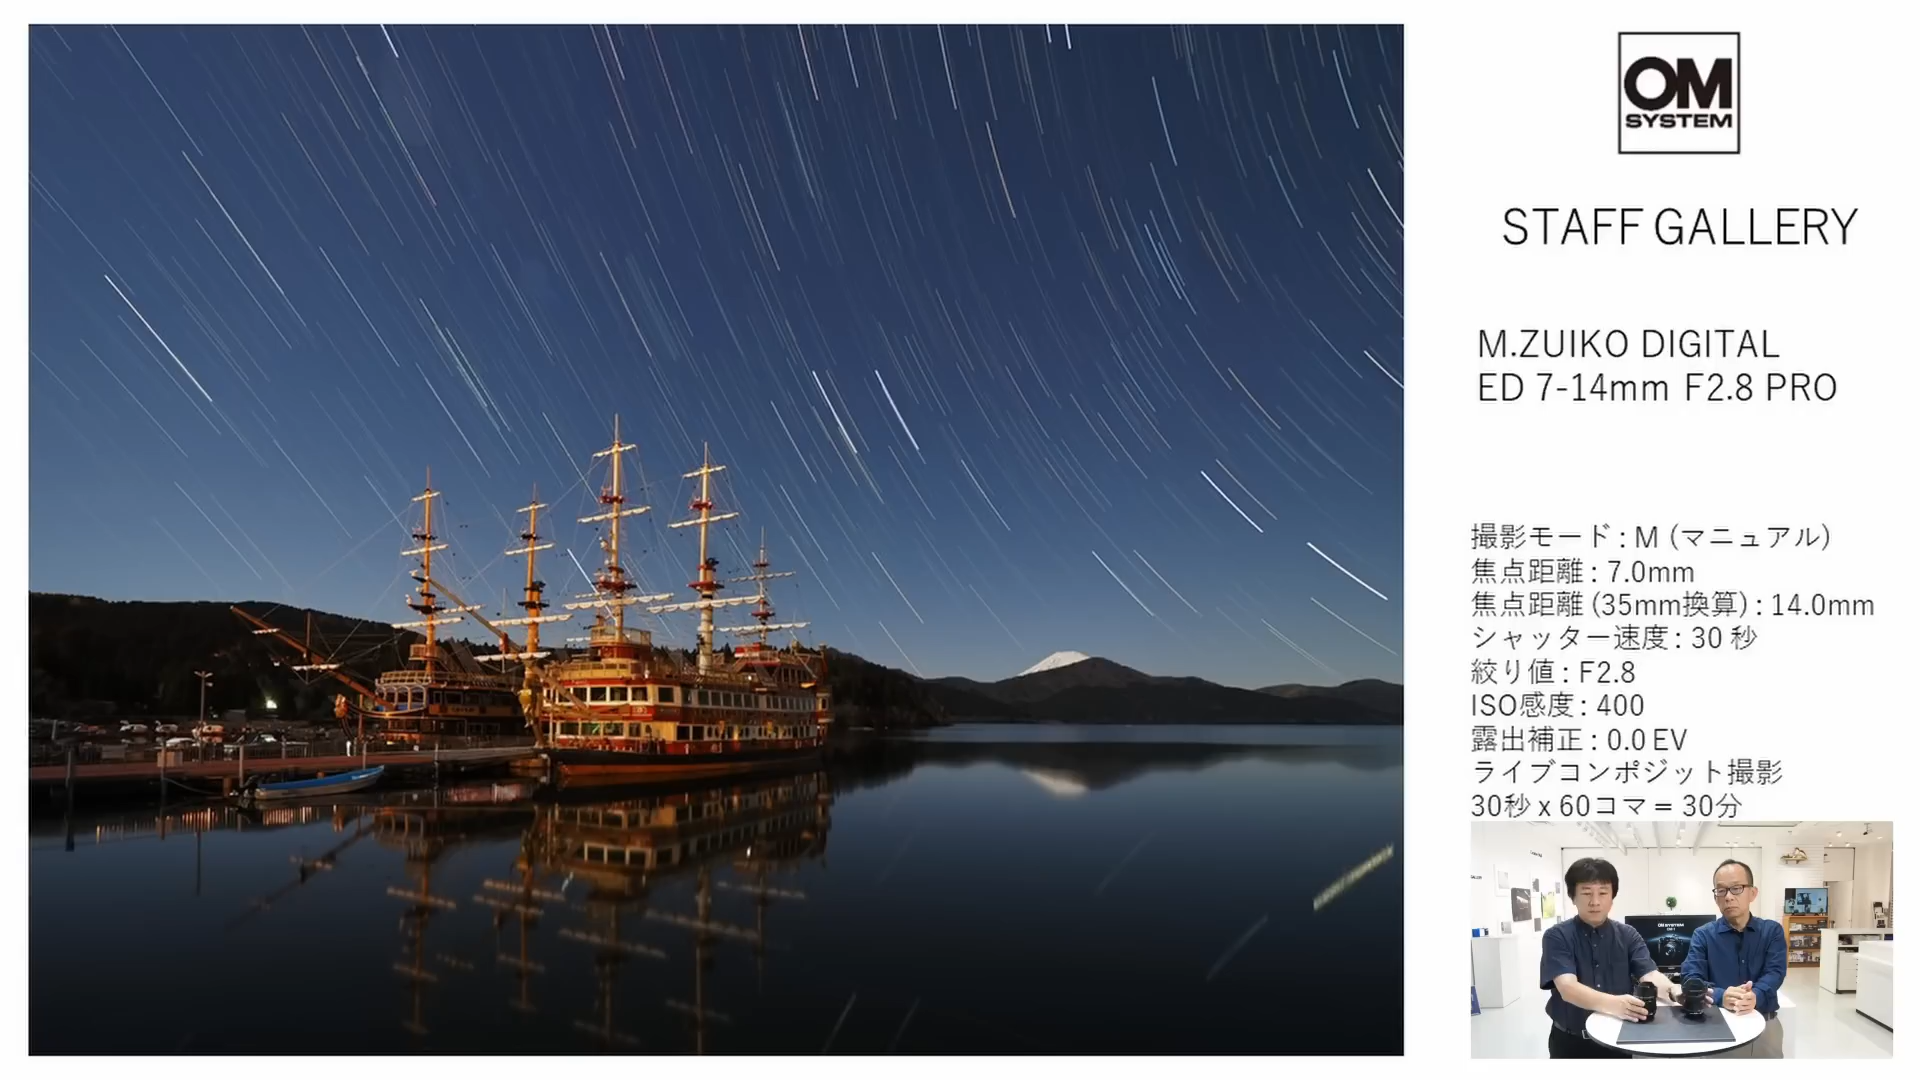 OM
SYSTEM
STAFF GALLERY
M.ZUIKO DIGITAL
ED 7-14mm F2.8 PRO
撮影モード : M (マニュアル)
焦点距離 : 7.0mm
焦点距離 (35mm換算) : 14.0mm
シャッター速度 : 30 秒
絞り値 : F2.8
ISO感度 : 400
露出補正 : 0.0 EV
ライブコンポジット撮影
30秒 x 60コマ = 30分
OM SYSTEM